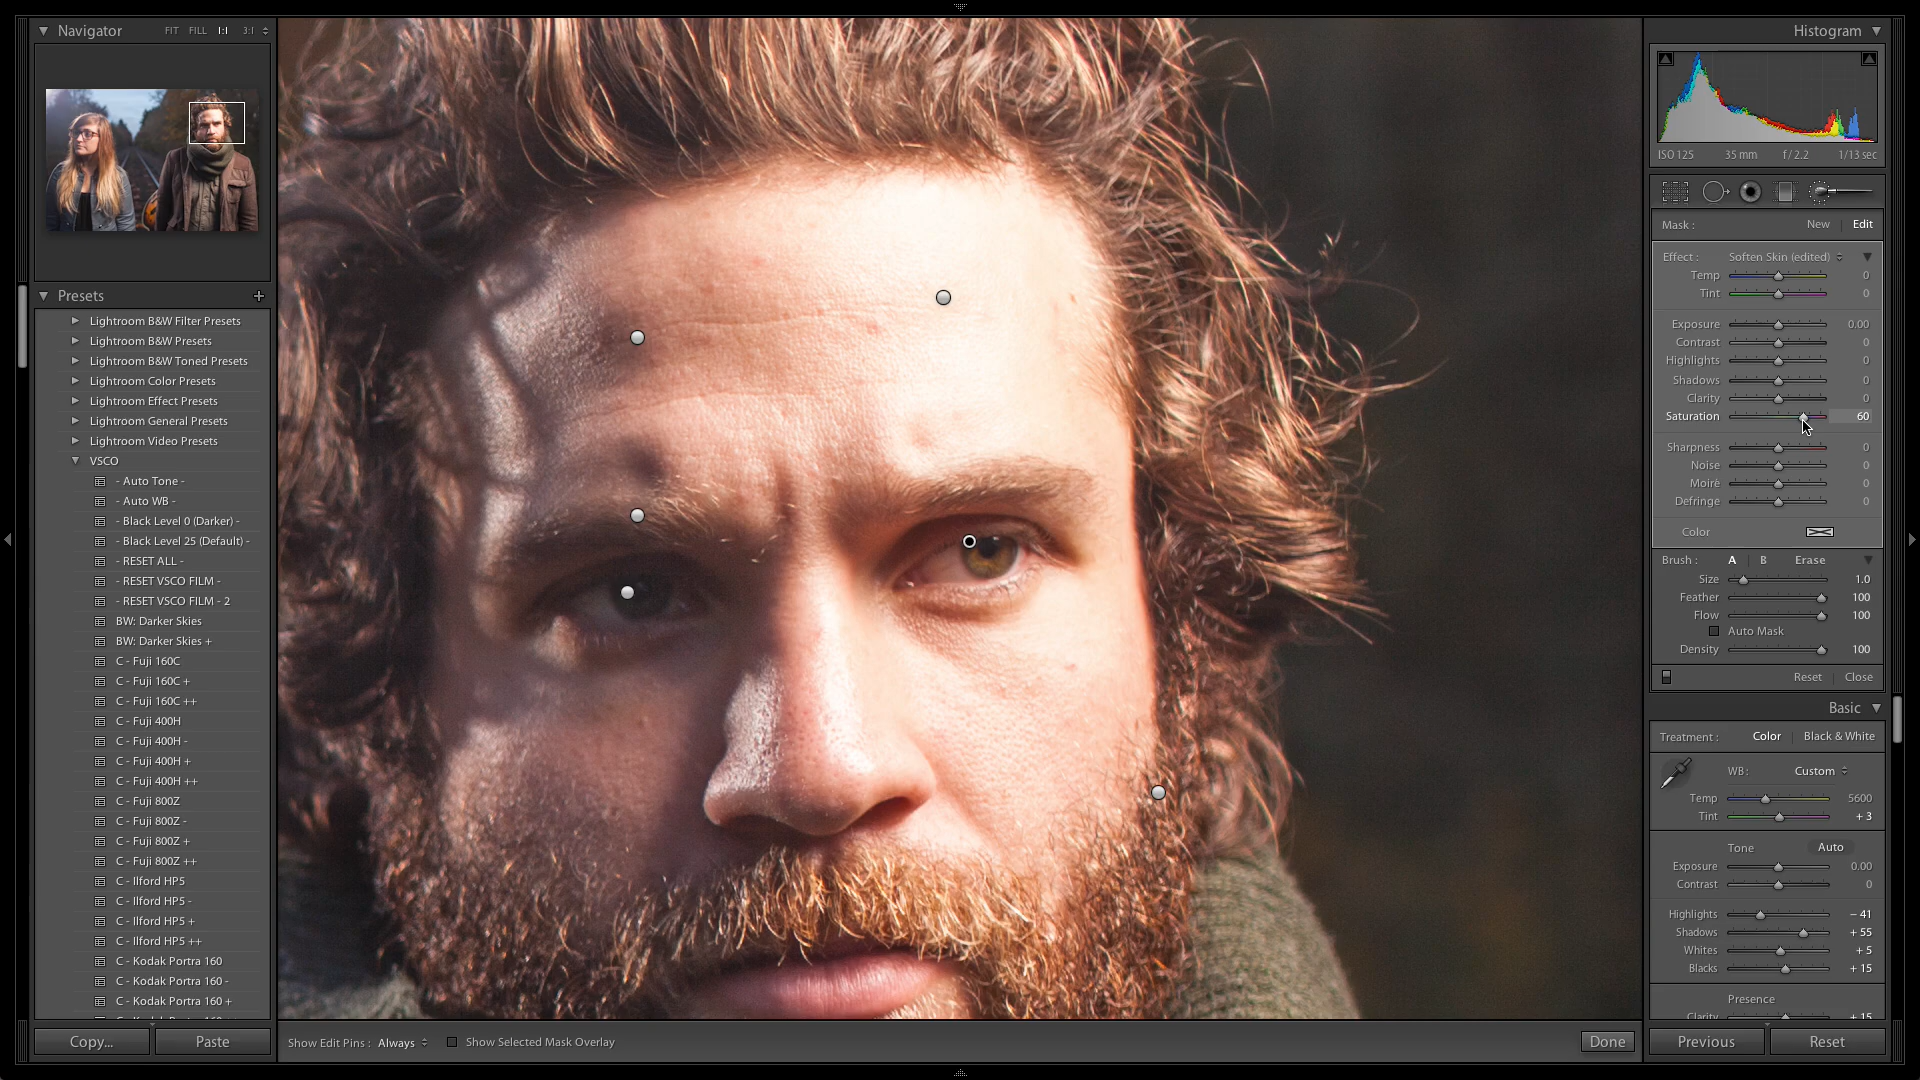 Navigator FIT FILL 1:1 3:1
Presets +
Lightroom B&W Filter Presets
Lightroom B&W Presets
Lightroom B&W Toned Presets
Lightroom Color Presets
Lightroom Effect Presets
Lightroom General Presets
Lightroom Video Presets
VSCO
- Auto Tone -
- Auto WB -
- Black Level 0 (Darker) -
- Black Level 25 (Default) -
- RESET ALL -
- RESET VSCO FILM -
- RESET VSCO FILM - 2
BW: Darker Skies
BW: Darker Skies +
C - Fuji 160C
C - Fuji 160C +
C - Fuji 160C ++
C - Fuji 400H
C - Fuji 400H -
C - Fuji 400H +
C - Fuji 400H ++
C - Fuji 800Z
C - Fuji 800Z -
C - Fuji 800Z +
C - Fuji 800Z ++
C - Ilford HP5
C - Ilford HP5 -
C - Ilford HP5 +
C - Ilford HP5 ++
C - Kodak Portra 160
C - Kodak Portra 160 -
C - Kodak Portra 160 +
Copy... Paste
Show Edit Pins : Always Show Selected Mask Overlay Done
Histogram
ISO 125 35 mm f / 2.2 1/13 sec
Mask : New | Edit
Effect : Soften Skin (edited)
Temp 0
Tint 0
Exposure 0.00
Contrast 0
Highlights 0
Shadows 0
Clarity 0
Saturation 60
Sharpness 0
Noise 0
Moiré 0
Defringe 0
Color
Brush : A | B Erase
Size 1.0
Feather 100
Flow 100
Auto Mask
Density 100
Reset | Close
Basic
Treatment : Color | Black & White
WB : Custom
Temp 5600
Tint + 3
Tone Auto
Exposure 0.00
Contrast 0
Highlights − 41
Shadows + 55
Whites + 5
Blacks + 15
Presence
Clarity + 15
Previous Reset